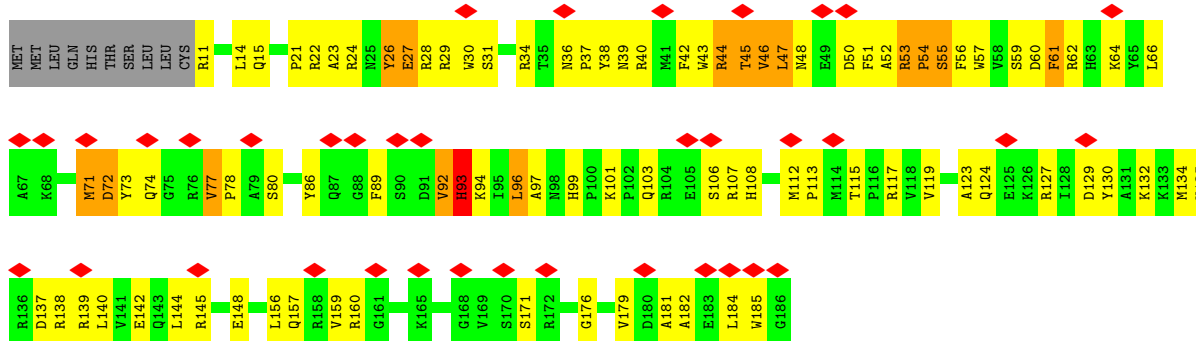 MET MET LEU GLN HIS THR SER LEU LEU CYS R11 L14 Q15 P21 R22 A23 R24 N25 Y26 E27 R28 R29 W30 S31 R34 T35 N36 P37 Y38 N39 R40 M41 F42 W43 R44 T45 V46 L47 N48 E49 D50 F51 A52 R53 P54 S55 F56 W57 V58 S59 D60 F61 R62 H63 K64 Y65 L66
A67 K68 M71 D72 Y73 Q74 G75 R76 V77 P78 A79 S80 Y86 Q87 G88 F89 S90 D91 V92 H93 K94 I95 L96 A97 N98 H99 P100 K101 P102 Q103 R104 E105 S106 R107 H108 M112 P113 M114 T115 P116 R117 V118 V119 A123 Q124 E125 K126 R127 I128 D129 Y130 A131 K132 K133 M134
R136 D137 R138 R139 L140 V141 E142 Q143 L144 R145 E148 L156 Q157 R158 V159 R160 G161 K165 G168 V169 S170 S171 R172 G176 V179 D180 A181 A182 E183 L184 W185 G186